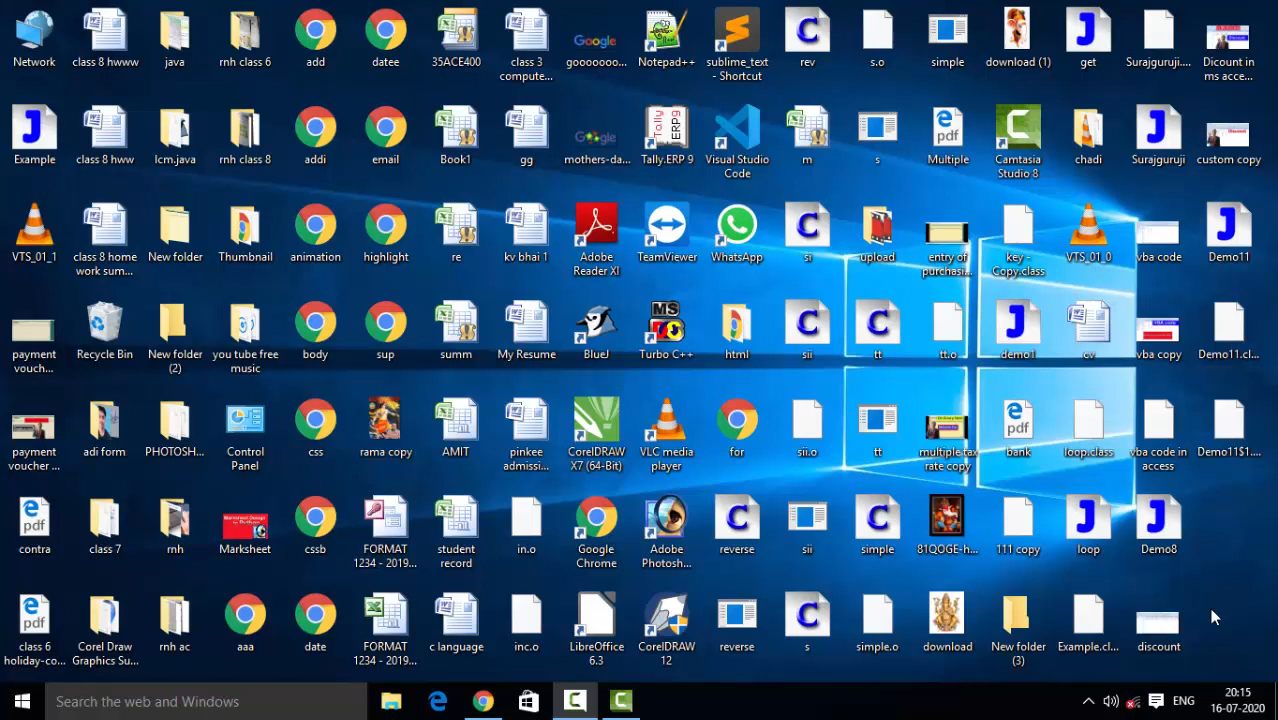 Network
class 8 hwww
java
rnh class 6
add
datee
35ACE400
class 3
compute...
gooooooo...
Notepad++
sublime_text
- Shortcut
rev
s.o
simple
download (1)
get
Surajguruji....
Dicount in
ms acce...
Example
class 8 hww
lcm.java
rnh class 8
addi
email
Book1
gg
mothers-da...
Tally.ERP 9
Visual Studio
Code
m
s
Multiple
Camtasia
Studio 8
chadi
Surajguruji
custom copy
VTS_01_1
class 8 home
work sum...
New folder
Thumbnail
animation
highlight
re
kv bhai 1
Adobe
Reader XI
TeamViewer
WhatsApp
si
upload
entry of
purchasi...
key -
Copy.class
VTS_01_0
vba code
Demo11
payment
vouch...
Recycle Bin
New folder
(2)
you tube free
music
body
sup
summ
My Resume
BlueJ
Turbo C++
html
sii
tt
tt.o
demo1
cv
vba copy
Demo11.cl...
payment
voucher ...
adi form
PHOTOSH...
Control
Panel
css
rama copy
AMIT
pinkee
admissi...
CorelDRAW
X7 (64-Bit)
VLC media
player
for
sii.o
tt
multiple tax
rate copy
bank
loop.class
vba code in
access
Demo11$1....
contra
class 7
rnh
Marksheet
cssb
FORMAT
1234 - 2019...
student
record
in.o
Google
Chrome
Adobe
Photosh...
reverse
sii
simple
81QOGE-h...
111 copy
loop
Demo8
class 6
holiday-co...
Corel Draw
Graphics Su...
rnh ac
aaa
date
FORMAT
1234 - 2019...
c language
inc.o
LibreOffice
6.3
CorelDRAW
12
reverse
s
simple.o
download
New folder
(3)
Example.cl...
discount
Search the web and Windows
ENG
20:15
16-07-2020